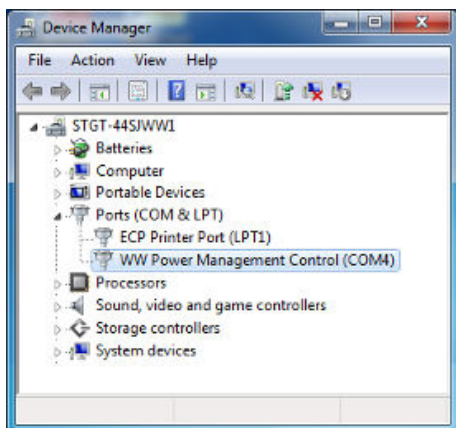 Device Manager
File Action View Help
STGT-44SJWW1
Batteries
Computer
Portable Devices
Ports (COM & LPT)
ECP Printer Port (LPT1)
WW Power Management Control (COM4)
Processors
Sound, video and game controllers
Storage controllers
System devices